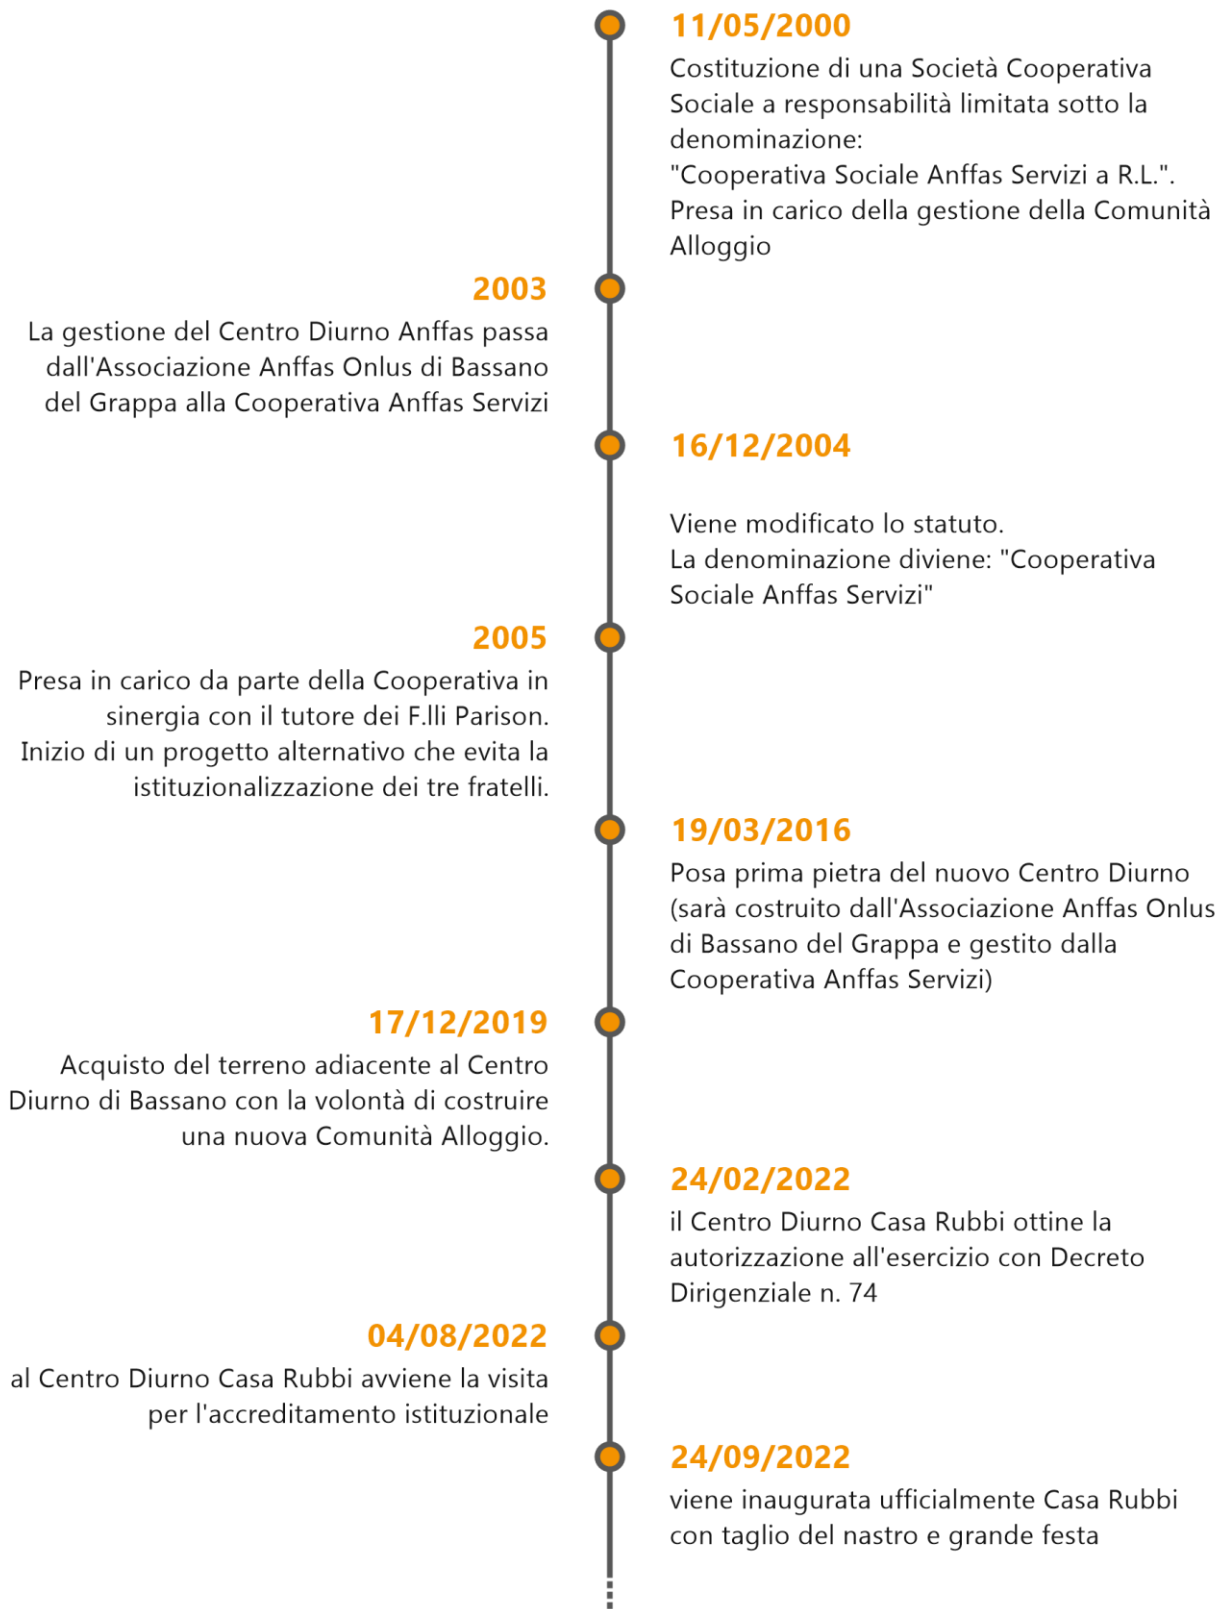 11/05/2000
Costituzione di una Società Cooperativa
Sociale a responsabilità limitata sotto la
denominazione:
"Cooperativa Sociale Anffas Servizi a R.L.".
Presa in carico della gestione della Comunità
Alloggio
2003
La gestione del Centro Diurno Anffas passa
dall'Associazione Anffas Onlus di Bassano
del Grappa alla Cooperativa Anffas Servizi
16/12/2004
Viene modificato lo statuto.
La denominazione diviene: "Cooperativa
Sociale Anffas Servizi"
2005
Presa in carico da parte della Cooperativa in
sinergia con il tutore dei F.lli Parison.
Inizio di un progetto alternativo che evita la
istituzionalizzazione dei tre fratelli.
19/03/2016
Posa prima pietra del nuovo Centro Diurno
(sarà costruito dall'Associazione Anffas Onlus
di Bassano del Grappa e gestito dalla
Cooperativa Anffas Servizi)
17/12/2019
Acquisto del terreno adiacente al Centro
Diurno di Bassano con la volontà di costruire
una nuova Comunità Alloggio.
24/02/2022
il Centro Diurno Casa Rubbi ottine la
autorizzazione all'esercizio con Decreto
Dirigenziale n. 74
04/08/2022
al Centro Diurno Casa Rubbi avviene la visita
per l'accreditamento istituzionale
24/09/2022
viene inaugurata ufficialmente Casa Rubbi
con taglio del nastro e grande festa